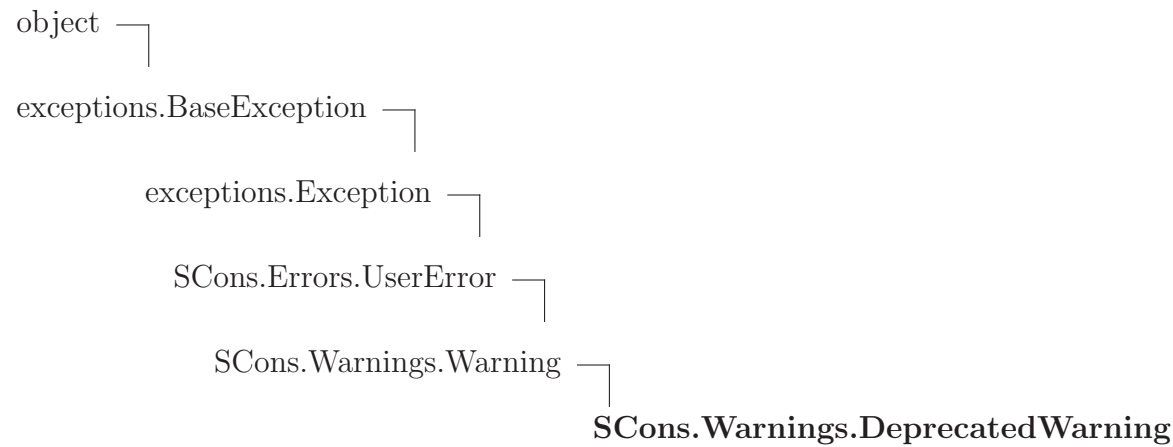 object
exceptions.BaseException
exceptions.Exception
SCons.Errors.UserError
SCons.Warnings.Warning
SCons.Warnings.DeprecatedWarning